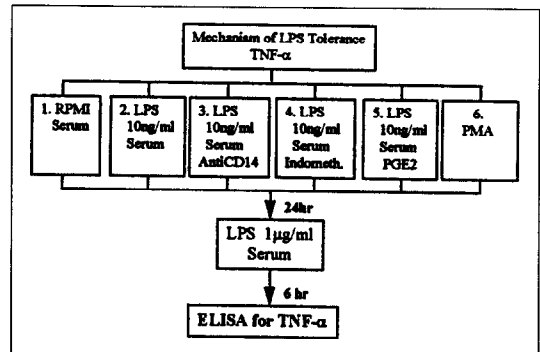 Mechanism of LPS Tolerance
TNF-α
1. RPMI
Serum
2. LPS
10ng/ml
Serum
3. LPS
10ng/ml
Serum
AntiCD14
4. LPS
10ng/ml
Serum
Indometh.
5. LPS
10ng/ml
Serum
PGE2
6.
PMA
24hr
LPS 1μg/ml
Serum
6 hr
ELISA for TNF-α